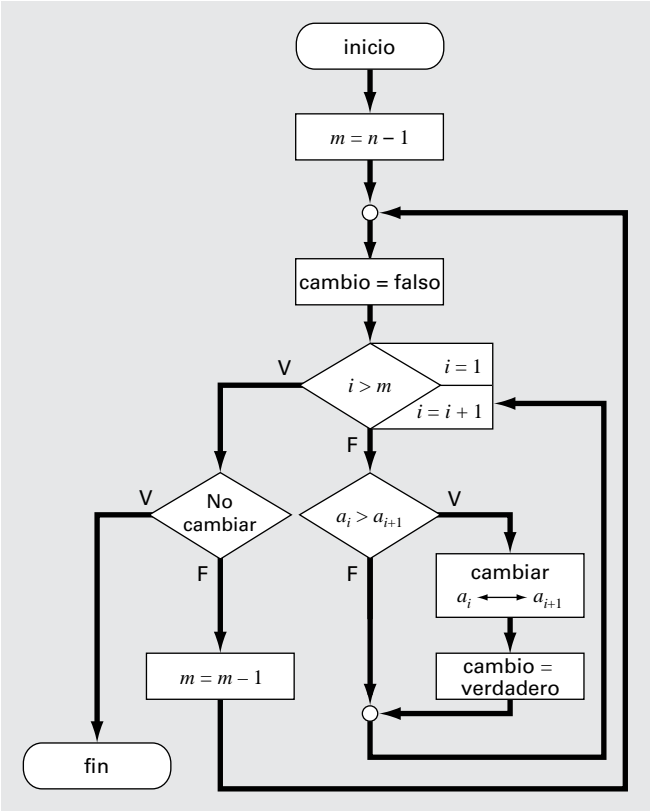 inicio
m = n − 1
cambio = falso
V
i > m
i = 1
i = i + 1
F
V
No
cambiar
a_i > a_{i+1}
V
F
F
cambiar
a_i ⟷ a_{i+1}
m = m – 1
cambio =
verdadero
fin